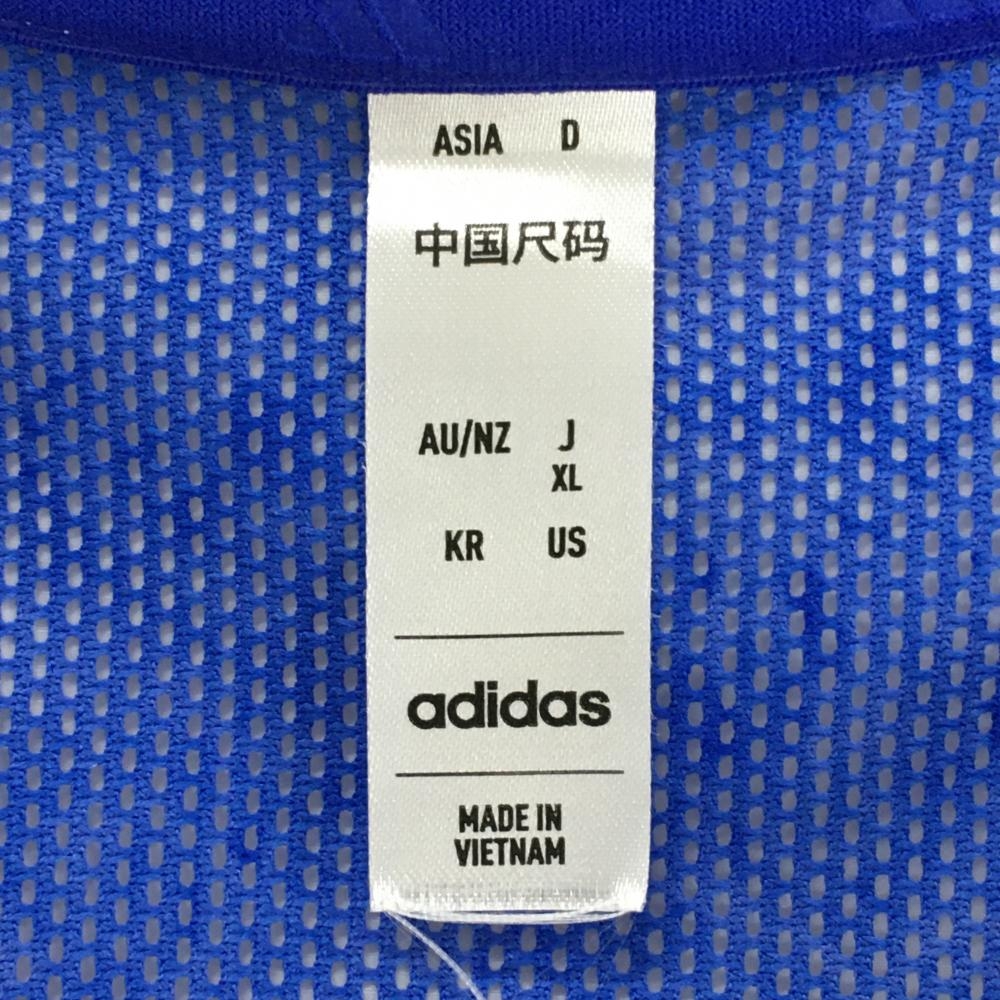 ASIA D
中国尺码
AU/NZ J
XL
KR US
adidas
MADE IN
VIETNAM